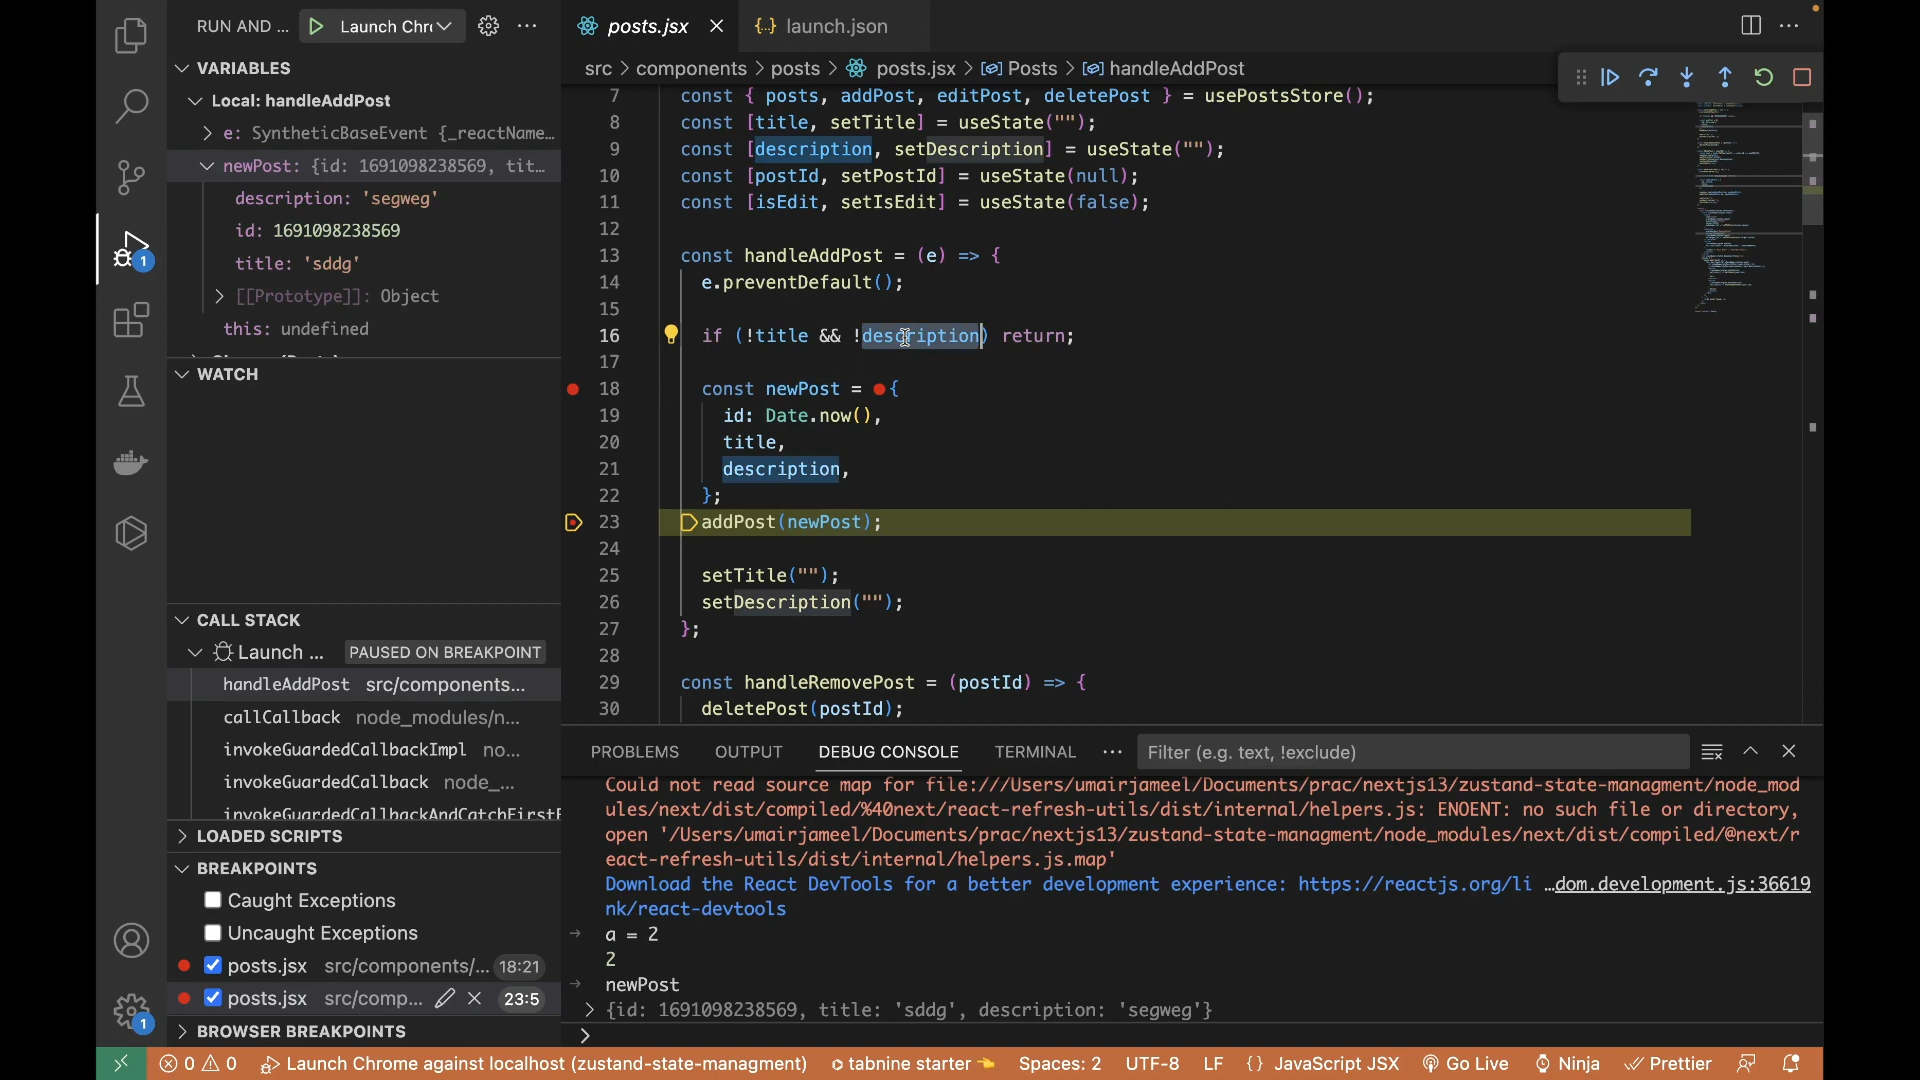 RUN AND ...
Launch Chr
VARIABLES
Local: handleAddPost
e: SyntheticBaseEvent {_reactName...
newPost: {id: 1691098238569, tit...
description: 'segweg'
id: 1691098238569
title: 'sddg'
[[Prototype]]: Object
this: undefined
WATCH
CALL STACK
Launch ... PAUSED ON BREAKPOINT
handleAddPost src/components...
callCallback node_modules/n...
invokeGuardedCallbackImpl no...
invokeGuardedCallback node_...
invokeGuardedCallbackAndCatchFirstE
LOADED SCRIPTS
BREAKPOINTS
Caught Exceptions
Uncaught Exceptions
posts.jsx src/components/... 18:21
posts.jsx src/comp... 23:5
BROWSER BREAKPOINTS
1
1
posts.jsx
{..} launch.json
src > components > posts > posts.jsx > Posts > handleAddPost
7 const { posts, addPost, editPost, deletePost } = usePostsStore();
8 const [title, setTitle] = useState("");
9 const [description, setDescription] = useState("");
10 const [postId, setPostId] = useState(null);
11 const [isEdit, setIsEdit] = useState(false);
12
13 const handleAddPost = (e) => {
14 e.preventDefault();
15
16 if (!title && !description) return;
17
18 const newPost = {
19 id: Date.now(),
20 title,
21 description,
22 };
23 addPost(newPost);
24
25 setTitle("");
26 setDescription("");
27 };
28
29 const handleRemovePost = (postId) => {
30 deletePost(postId);
PROBLEMS OUTPUT DEBUG CONSOLE TERMINAL ... Filter (e.g. text, !exclude)
Could not read source map for file:///Users/umairjameel/Documents/prac/nextjs13/zustand-state-managment/node_mod
ules/next/dist/compiled/%40next/react-refresh-utils/dist/internal/helpers.js: ENOENT: no such file or directory,
open '/Users/umairjameel/Documents/prac/nextjs13/zustand-state-managment/node_modules/next/dist/compiled/@next/r
eact-refresh-utils/dist/internal/helpers.js.map'
Download the React DevTools for a better development experience: https://reactjs.org/li …dom.development.js:36619
nk/react-devtools
a = 2
2
newPost
> {id: 1691098238569, title: 'sddg', description: 'segweg'}
>
0 0 Launch Chrome against localhost (zustand-state-managment) tabnine starter Spaces: 2 UTF-8 LF {} JavaScript JSX Go Live Ninja Prettier